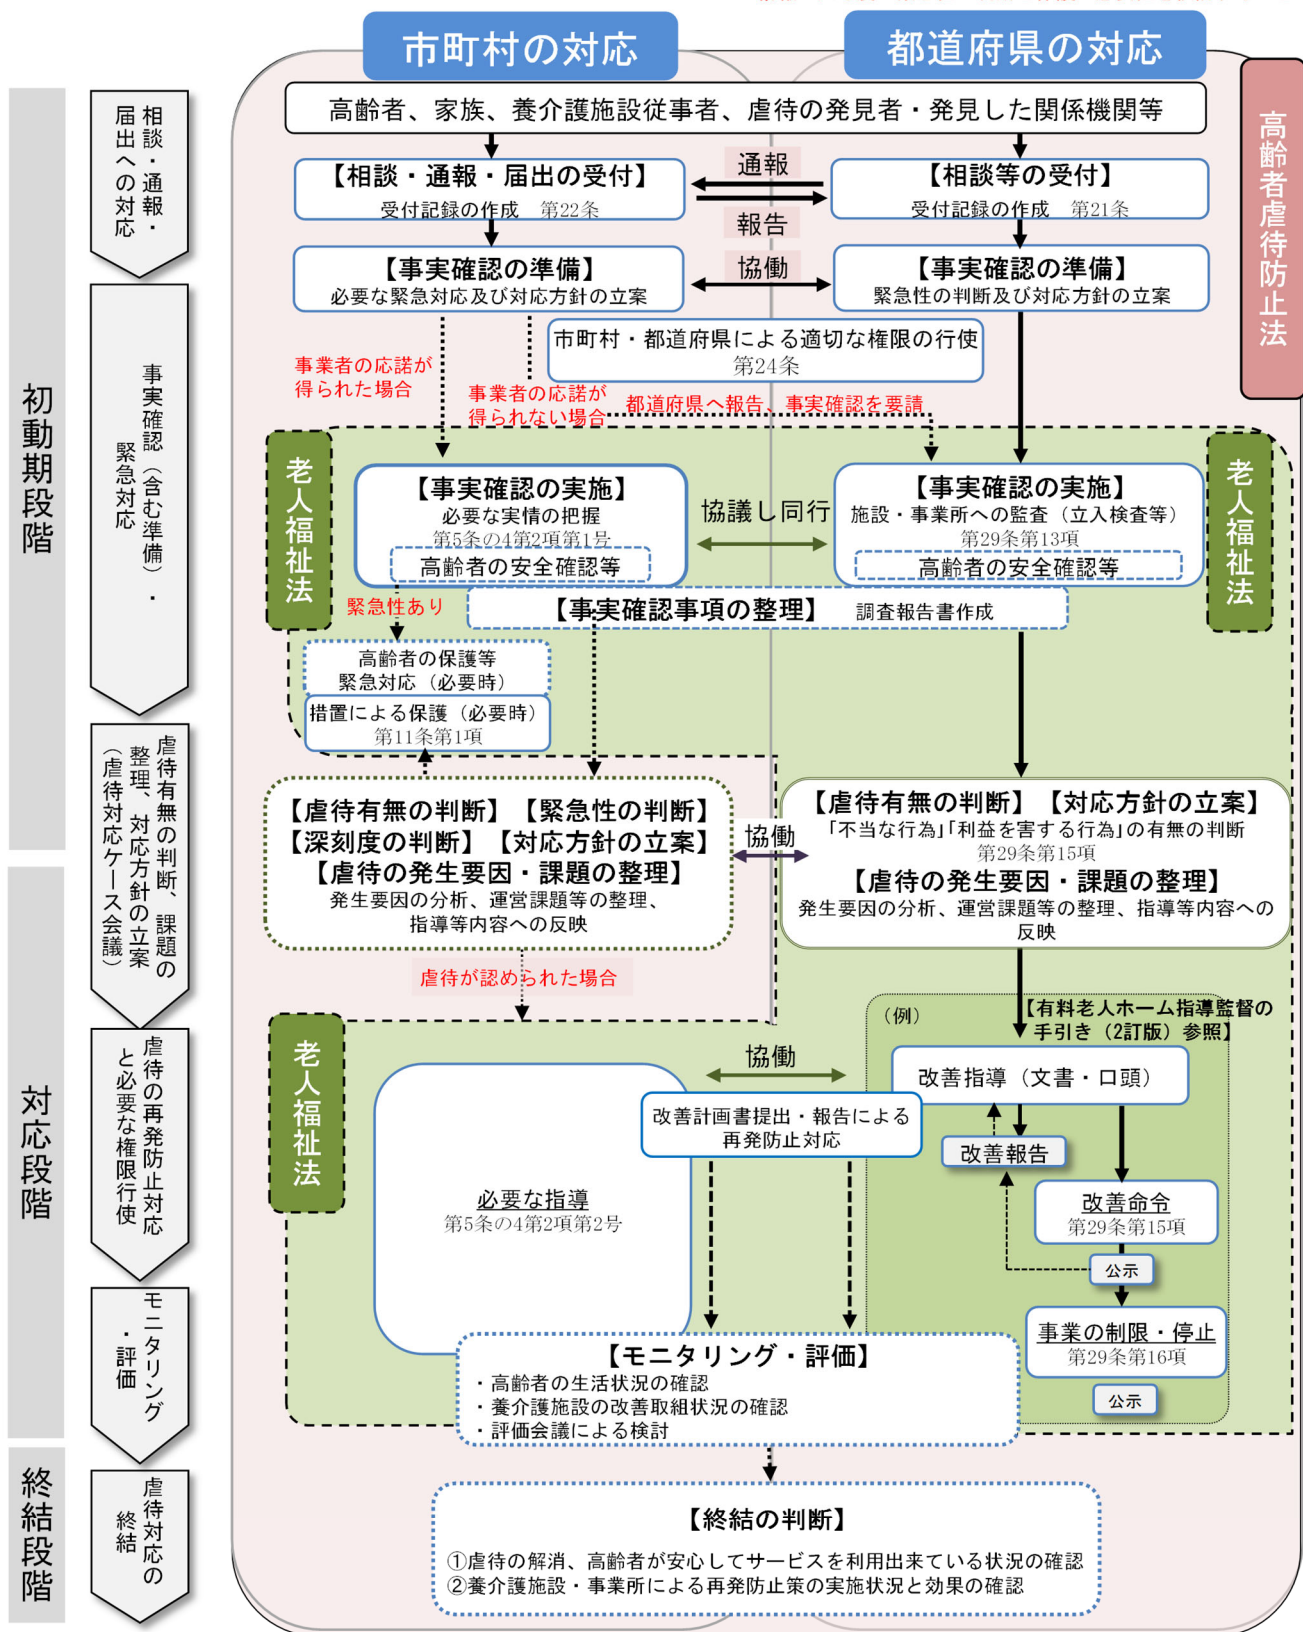 市町村の対応
都道府県の対応
高齢者虐待防止法
高齢者、家族、養介護施設従事者、虐待の発見者・発見した関係機関等
初動期段階
対応段階
終結段階
相談・通報・
届出への対応
事実確認（含む準備）・
緊急対応
虐待有無の判断、課題の
整理、対応方針の立案
（虐待対応ケース会議）
虐待の再発防止対応
と必要な権限行使
モニタリング
・評価
虐待対応の
終結
【相談・通報・届出の受付】
受付記録の作成　第22条
通報
報告
【相談等の受付】
受付記録の作成　第21条
【事実確認の準備】
必要な緊急対応及び対応方針の立案
協働
【事実確認の準備】
緊急性の判断及び対応方針の立案
市町村・都道府県による適切な権限の行使
第24条
事業者の応諾が
得られた場合
事業者の応諾が
得られない場合
都道府県へ報告、事実確認を要請
老人福祉法
老人福祉法
【事実確認の実施】
必要な実情の把握
第5条の4第2項第1号
高齢者の安全確認等
協議し同行
【事実確認の実施】
施設・事業所への監査（立入検査等）
第29条第13項
高齢者の安全確認等
緊急性あり
【事実確認事項の整理】　調査報告書作成
高齢者の保護等
緊急対応（必要時）
措置による保護（必要時）
第11条第1項
【虐待有無の判断】【緊急性の判断】
【深刻度の判断】【対応方針の立案】
【虐待の発生要因・課題の整理】
発生要因の分析、運営課題等の整理、
指導等内容への反映
協働
【虐待有無の判断】【対応方針の立案】
「不当な行為」「利益を害する行為」の有無の判断
第29条第15項
【虐待の発生要因・課題の整理】
発生要因の分析、運営課題等の整理、指導等内容への
反映
虐待が認められた場合
老人福祉法
（例）
【有料老人ホーム指導監督の
手引き（2訂版）参照】
協働
改善指導（文書・口頭）
改善計画書提出・報告による
再発防止対応
改善報告
必要な指導
第5条の4第2項第2号
改善命令
第29条第15項
公示
事業の制限・停止
第29条第16項
公示
【モニタリング・評価】
・高齢者の生活状況の確認
・養介護施設の改善取組状況の確認
・評価会議による検討
【終結の判断】
①虐待の解消、高齢者が安心してサービスを利用出来ている状況の確認
②養介護施設・事業所による再発防止策の実施状況と効果の確認